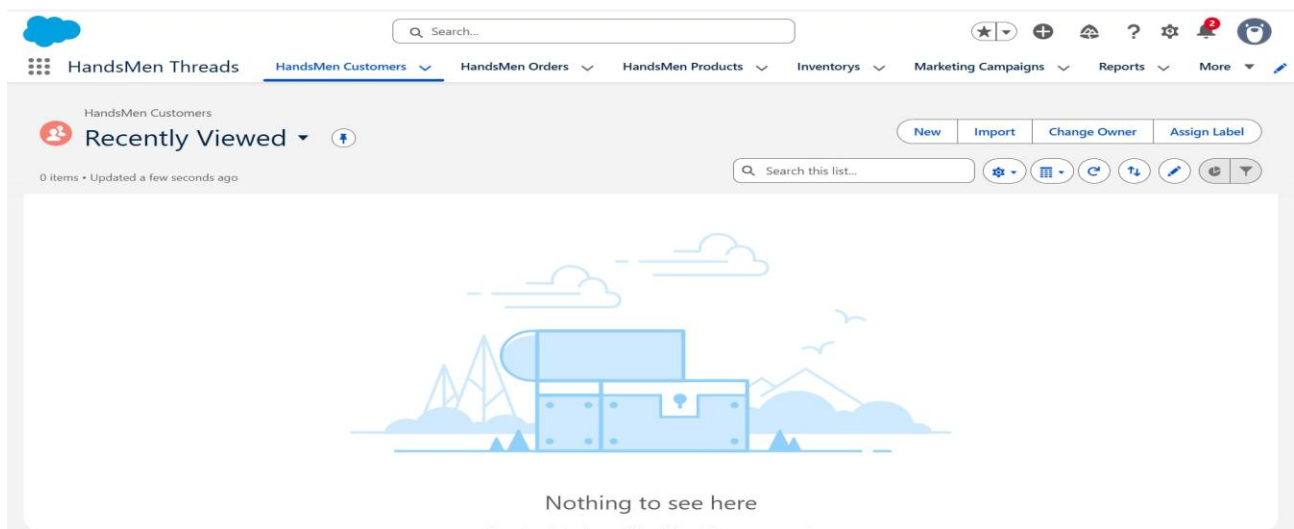 Search...
2
HandsMen Threads HandsMen Customers HandsMen Orders HandsMen Products Inventorys Marketing Campaigns Reports More
HandsMen Customers
Recently Viewed
New Import Change Owner Assign Label
0 items • Updated a few seconds ago
Search this list...
Nothing to see here